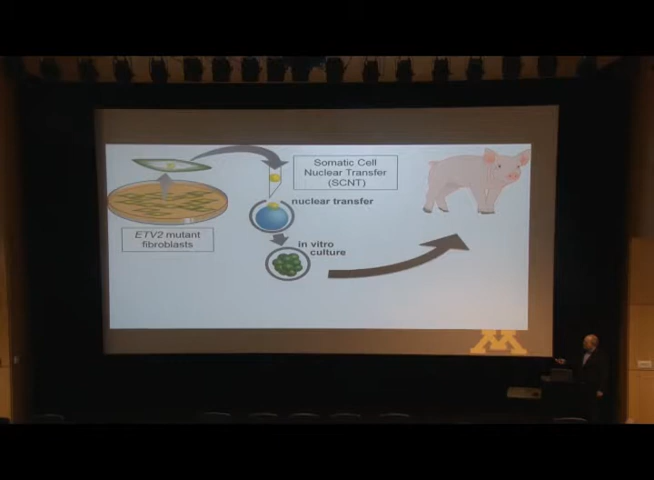 Somatic Cell
Nuclear Transfer
(SCNT)
nuclear transfer
ETV2 mutant
fibroblasts
in vitro
culture
M